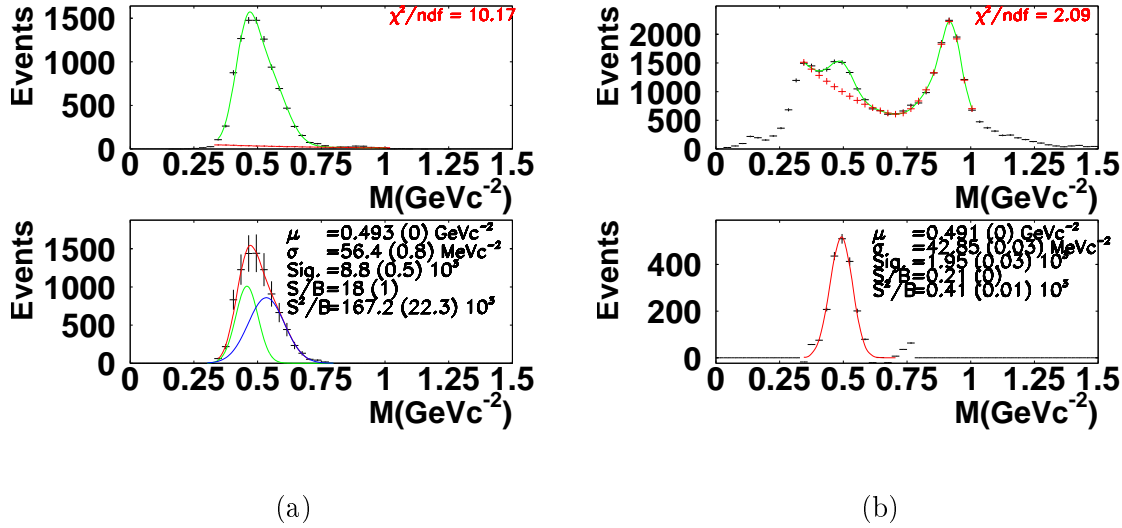 χ²/ndf = 10.17
Events
1500
1000
500
0
0 0.25 0.5 0.75 1 1.25 1.5
M(GeVc⁻²)
χ²/ndf = 2.09
Events
2500
2000
1500
1000
500
0
0 0.25 0.5 0.75 1 1.25 1.5
M(GeVc⁻²)
Events
1500
1000
500
0
μ =0.493 (0) GeVc⁻²
σ =56.4 (0.8) MeVc⁻²
Sig. =8.8 (0.5) 10³
S/B=18 (1)
S²/B=167.2 (22.3) 10³
0 0.25 0.5 0.75 1 1.25 1.5
M(GeVc⁻²)
Events
400
200
0
μ =0.491 (0) GeVc⁻²
σ =42.85 (0.03) MeVc⁻²
Sig. =1.95 (0.03) 10³
S/B=0.21 (0)
S²/B=0.41 (0.01) 10³
0 0.25 0.5 0.75 1 1.25 1.5
M(GeVc⁻²)
(a)
(b)